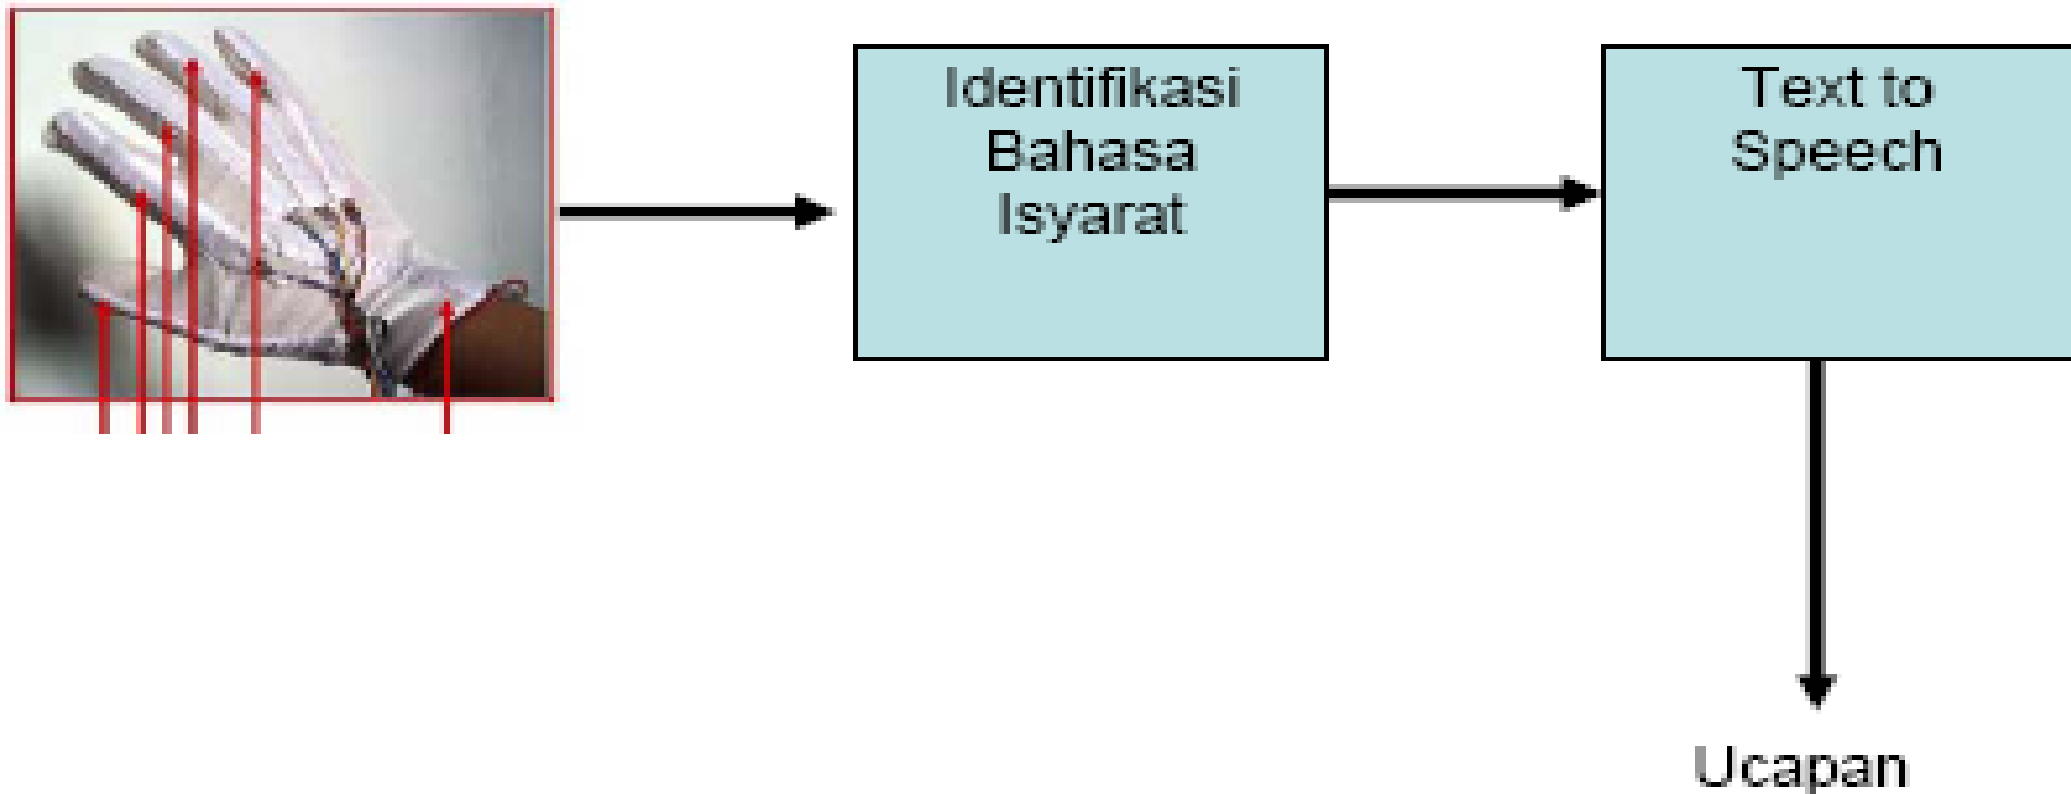 Identifikasi
Bahasa
Isyarat
Text to
Speech
Ucapan